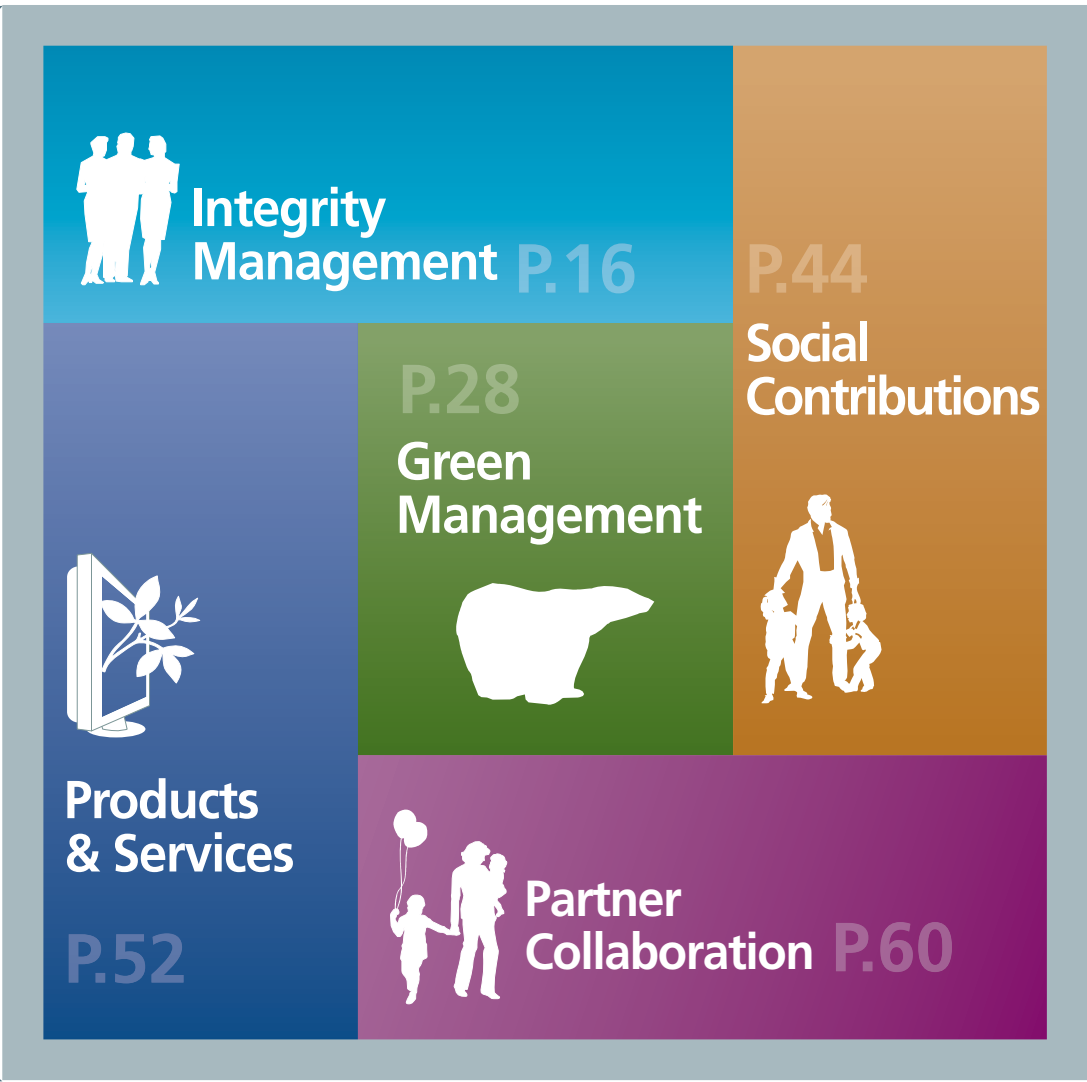 Integrity
Management P.16
P.44
Social
Contributions
P.28
Green
Management
Products
& Services
P.52
Partner
Collaboration P.60